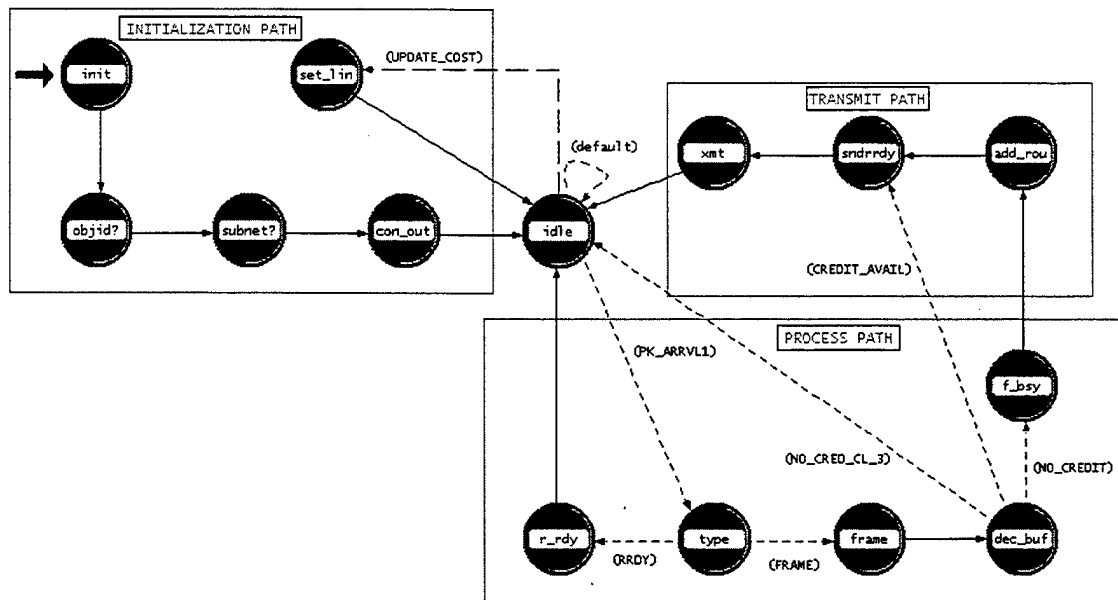 INITIALIZATION PATH
init
set_lin
(UPDATE_COST)
TRANSMIT PATH
(default)
xmt
sndrrdy
add_rou
objid?
subnet?
con_out
idle
(CREDIT_AVAIL)
PROCESS PATH
(PK_ARRVL1)
f_bsy
(NO_CRED_CL_3)
(NO_CREDIT)
r_rdy
type
frame
dec_buf
(RRDY)
(FRAME)